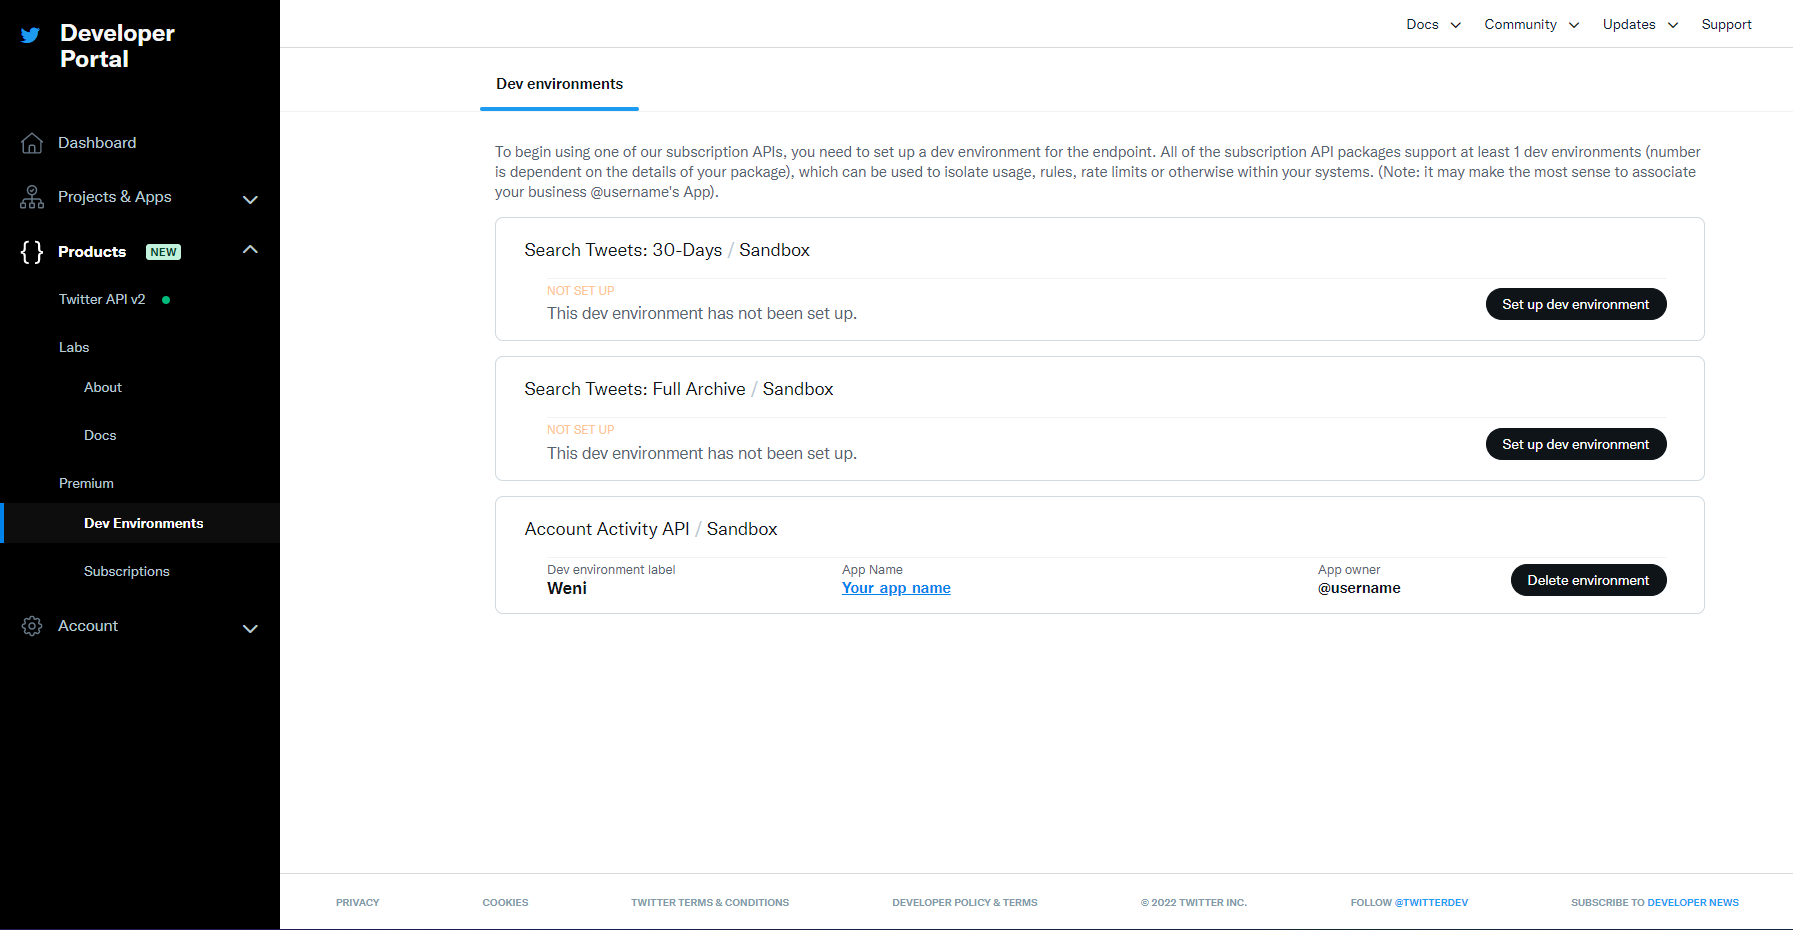 Developer
Portal
Docs
Community
Updates
Support
Dashboard
Projects & Apps
Products NEW
Twitter API v2
Labs
About
Docs
Premium
Dev Environments
Subscriptions
Account
Dev environments
To begin using one of our subscription APIs, you need to set up a dev environment for the endpoint. All of the subscription API packages support at least 1 dev environments (number
is dependent on the details of your package), which can be used to isolate usage, rules, rate limits or otherwise within your systems. (Note: it may make the most sense to associate
your business @username's App).
Search Tweets: 30-Days / Sandbox
NOT SET UP
This dev environment has not been set up.
Set up dev environment
Search Tweets: Full Archive / Sandbox
NOT SET UP
This dev environment has not been set up.
Set up dev environment
Account Activity API / Sandbox
Dev environment label
Weni
App Name
Your app name
App owner
@username
Delete environment
PRIVACY
COOKIES
TWITTER TERMS & CONDITIONS
DEVELOPER POLICY & TERMS
© 2022 TWITTER INC.
FOLLOW @TWITTERDEV
SUBSCRIBE TO DEVELOPER NEWS